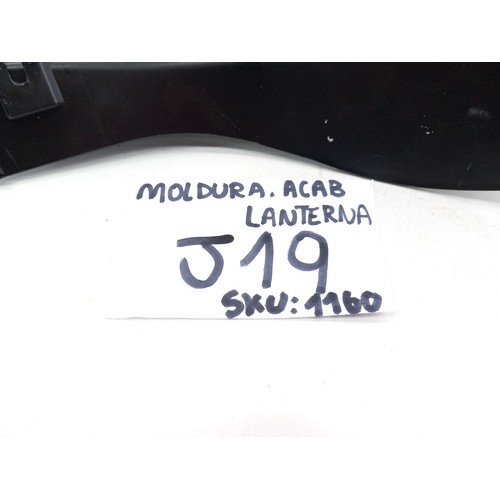 MOLDURA. ACAB
LANTERNA
J19
SKU: 1160